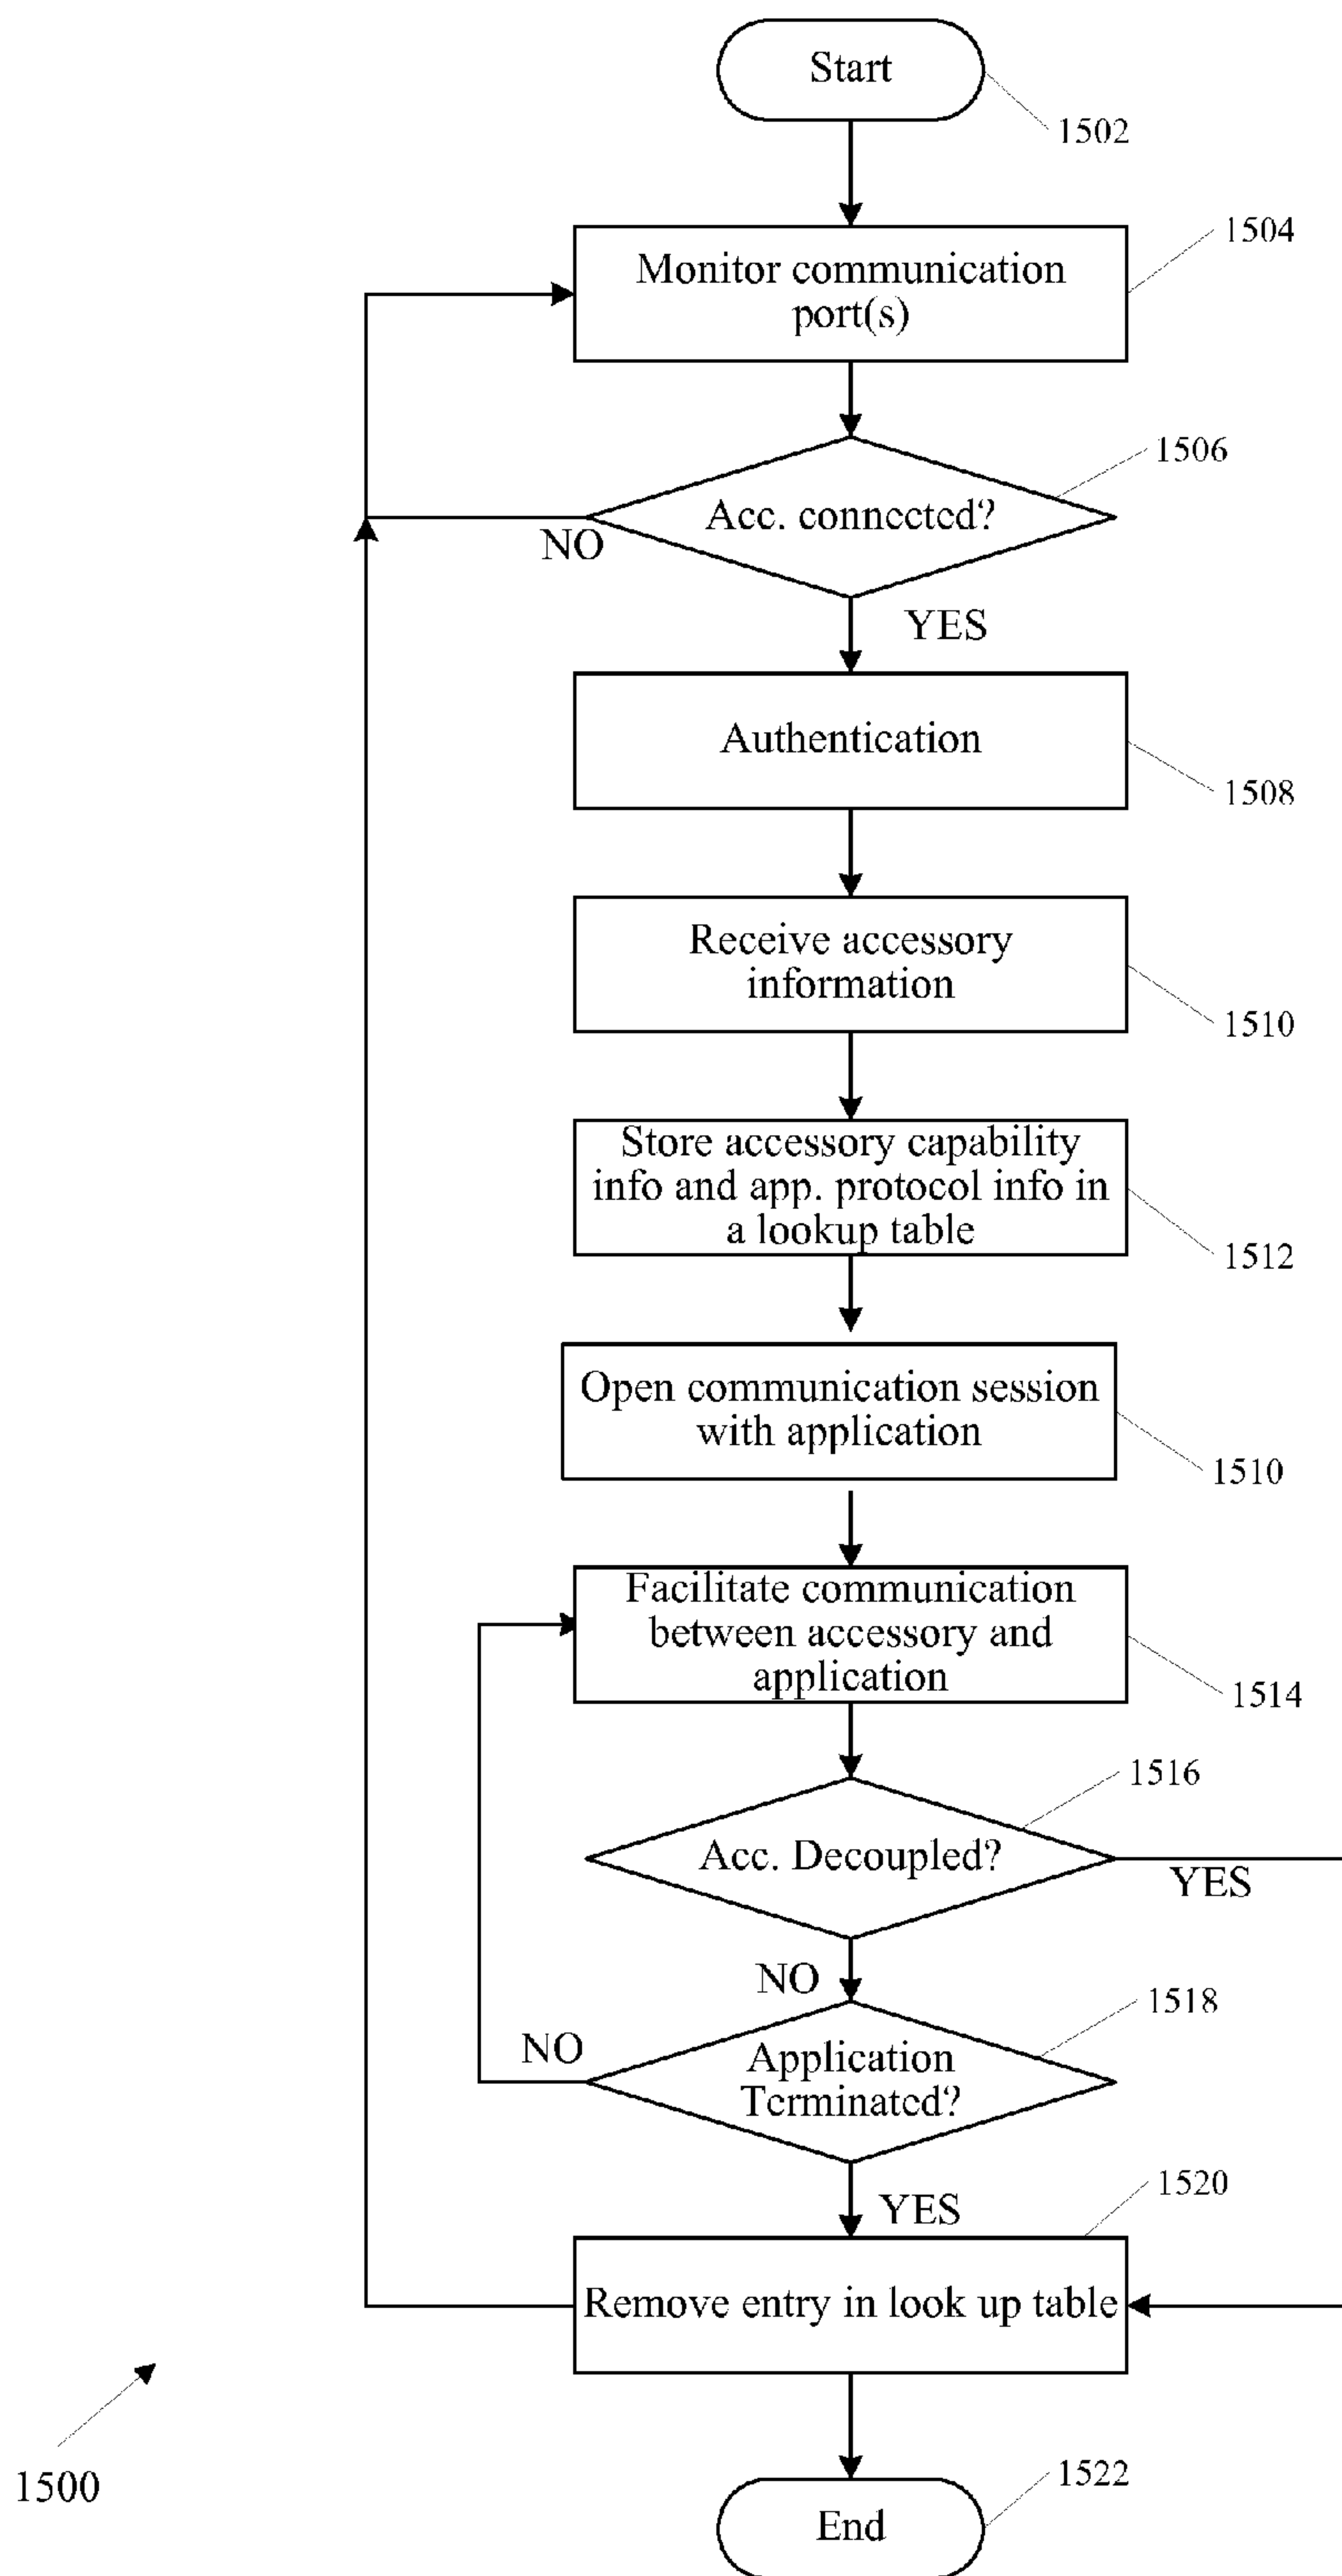 Start
1502
1504
Monitor communication
port(s)
1506
Acc. connected?
NO
YES
Authentication
1508
Receive accessory
information
1510
Store accessory capability
info and app. protocol info in
a lookup table
1512
Open communication session
with application
1510
Facilitate communication
between accessory and
application
1514
1516
Acc. Decoupled?
YES
NO
1518
NO
Application
Terminated?
1520
YES
Remove entry in look up table
1500
1522
End